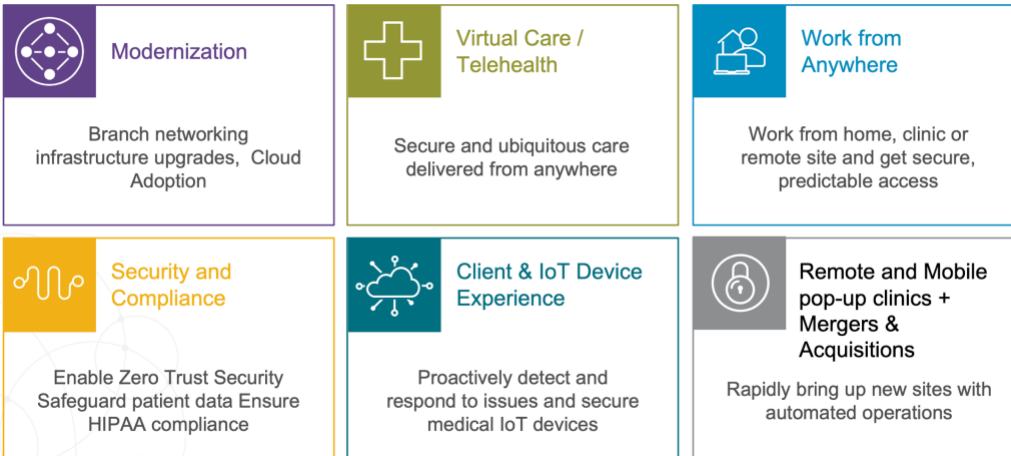 Modernization
Branch networking
infrastructure upgrades,  Cloud
Adoption
Virtual Care /
Telehealth
Secure and ubiquitous care
delivered from anywhere
Work from
Anywhere
Work from home, clinic or
remote site and get secure,
predictable access
Security and
Compliance
Enable Zero Trust Security
Safeguard patient data Ensure
HIPAA compliance
Client & IoT Device
Experience
Proactively detect and
respond to issues and secure
medical IoT devices
Remote and Mobile
pop-up clinics +
Mergers &
Acquisitions
Rapidly bring up new sites with
automated operations